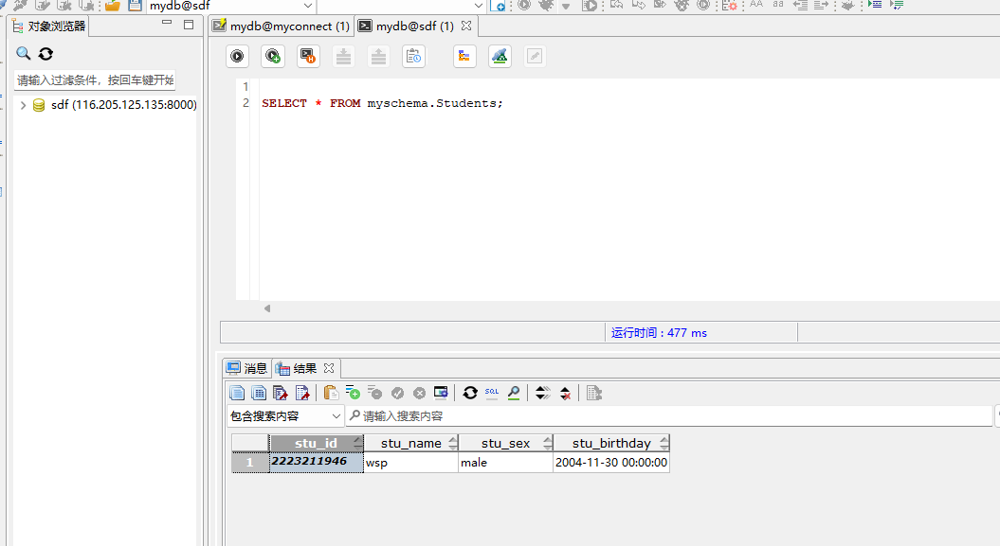 mydb@sdf
对象浏览器
请输入过滤条件，按回车键开始
sdf (116.205.125.135:8000)
mydb@myconnect (1)
mydb@sdf (1)
1
2 SELECT * FROM myschema.Students;
运行时间 : 477 ms
消息
结果
SQL
包含搜索内容
请输入搜索内容
stu_id stu_name stu_sex stu_birthday
1 2223211946 wsp male 2004-11-30 00:00:00